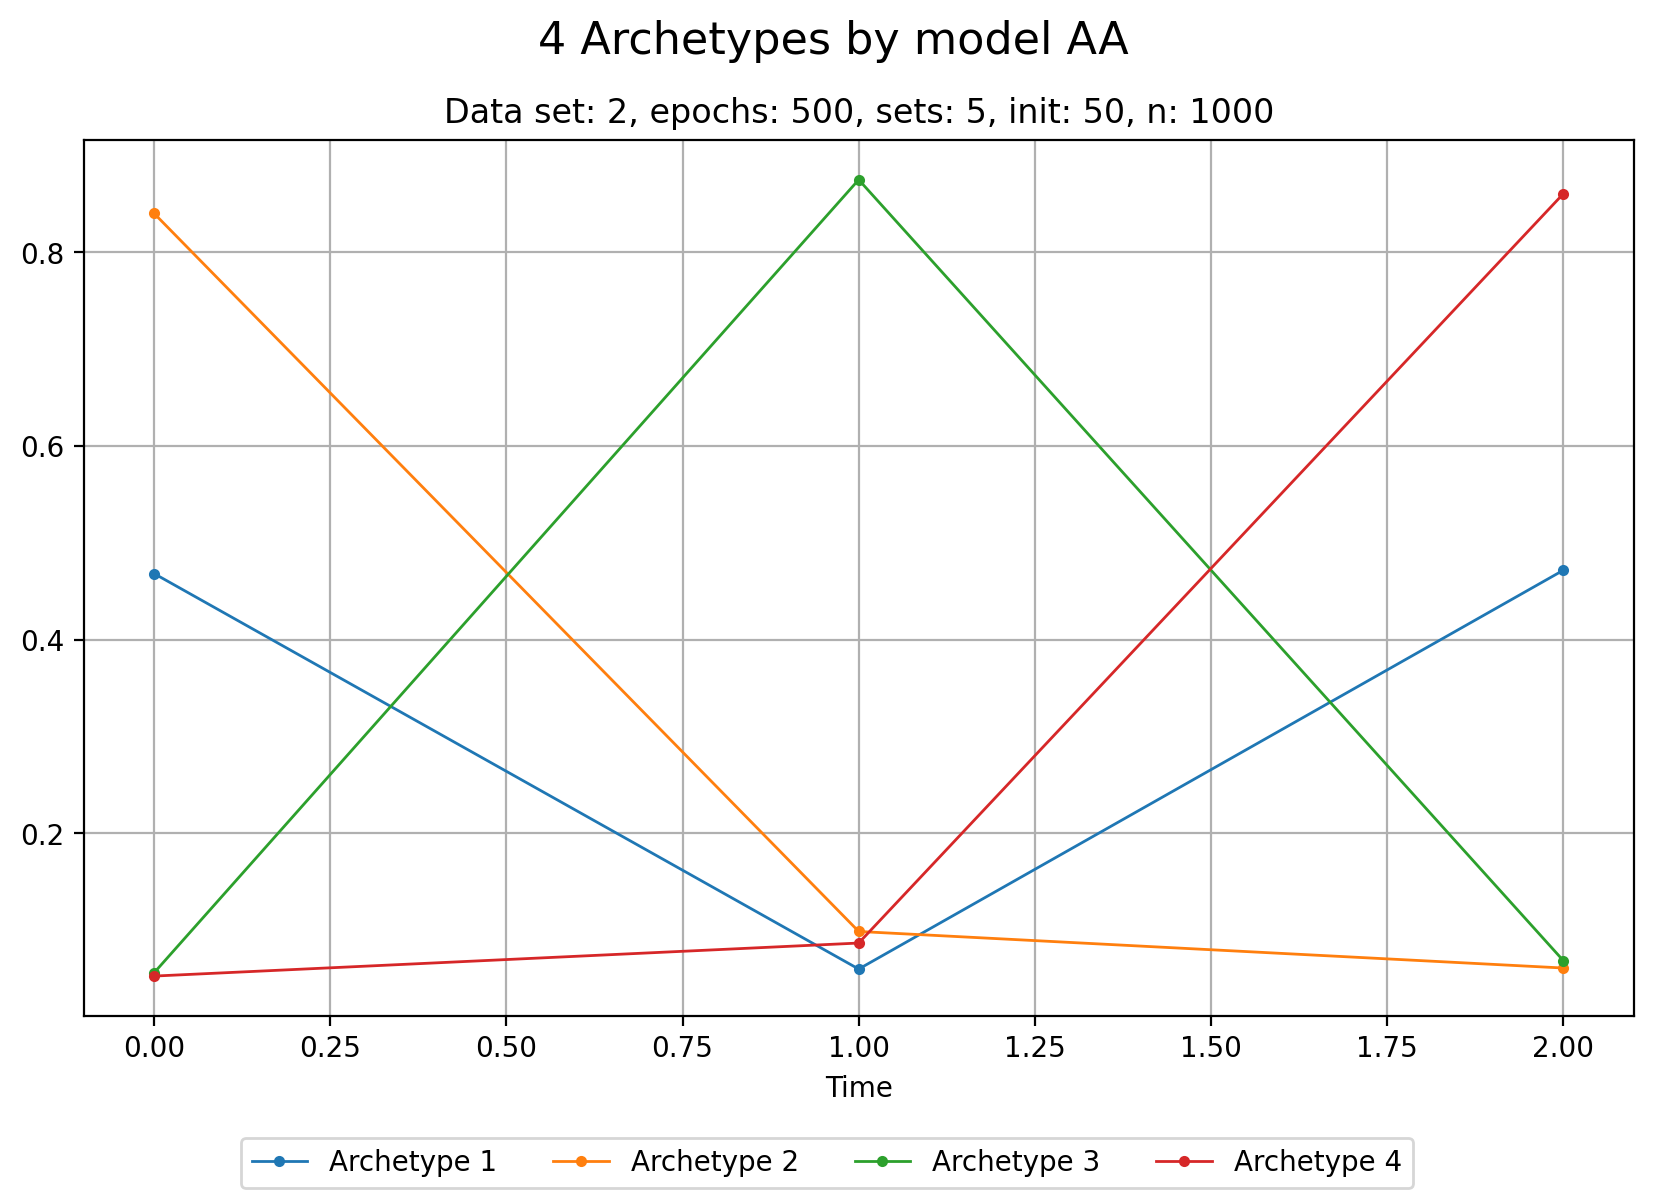 4 Archetypes by model AA
Data set: 2, epochs: 500, sets: 5, init: 50, n: 1000
0.8
0.6
0.4
0.2
0.00 0.25 0.50 0.75 1.00 1.25 1.50 1.75 2.00
Time
Archetype 1 Archetype 2 Archetype 3 Archetype 4